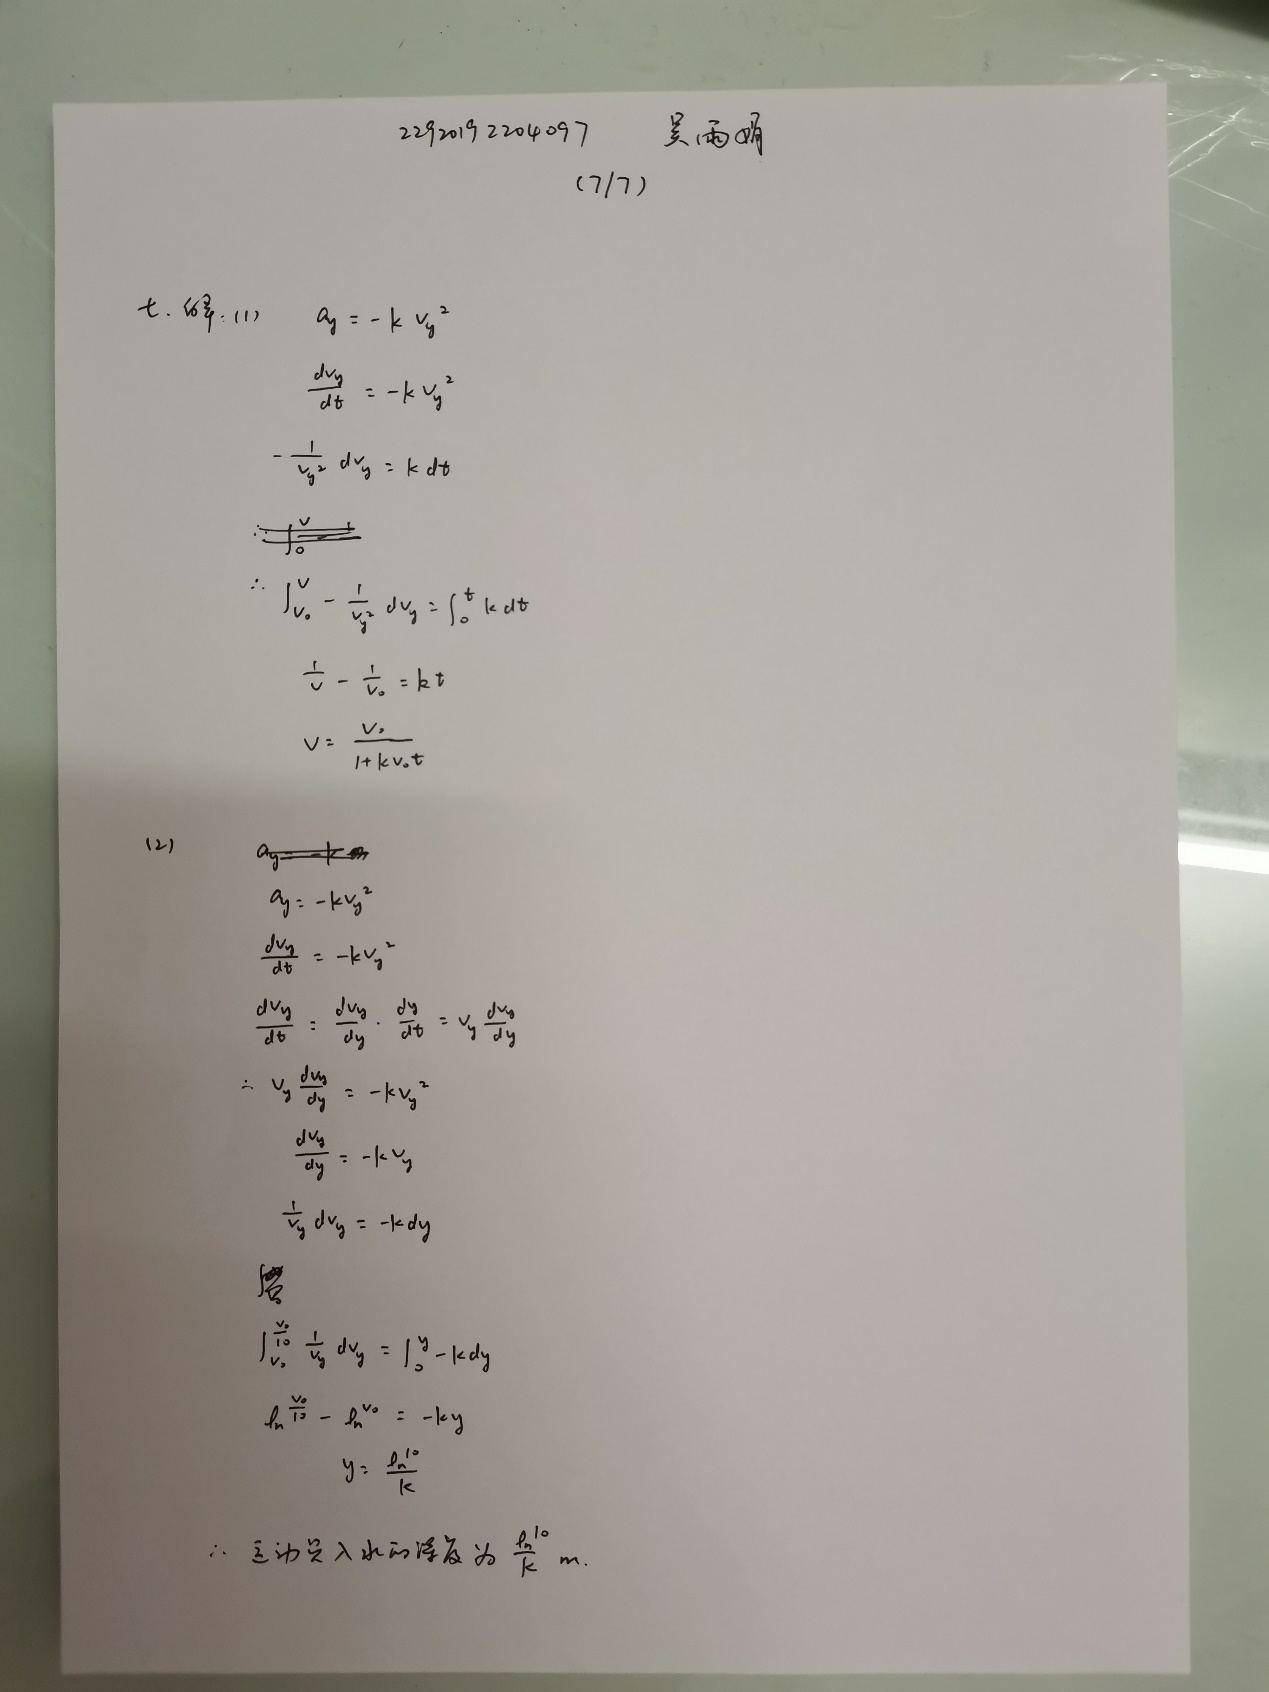 22920192204097 吴雨娟
(7/7)
七. 解: (1) a_y = -k v_y^2
dv_y/dt = -k v_y^2
- 1/v_y^2 dv_y = k dt
∴ ∫_{v_0}^{v} - 1/v_y^2 dv_y = ∫_0^t k dt
1/v - 1/v_0 = kt
v = v_0/(1+kv_0t)
(2)
a_y = -kv_y^2
dv_y/dt = -kv_y^2
dv_y/dt = dv_y/dy · dy/dt = v_y dv_y/dy
∴ v_y dv_y/dy = -kv_y^2
dv_y/dy = -kv_y
1/v_y dv_y = -kdy
∫_{v_0}^{v_0/10} 1/v_y dv_y = ∫_0^y -kdy
ln v_0/10 - ln v_0 = -ky
y = ln10/k
∴ 运动员入水的深度为 ln10/k m.